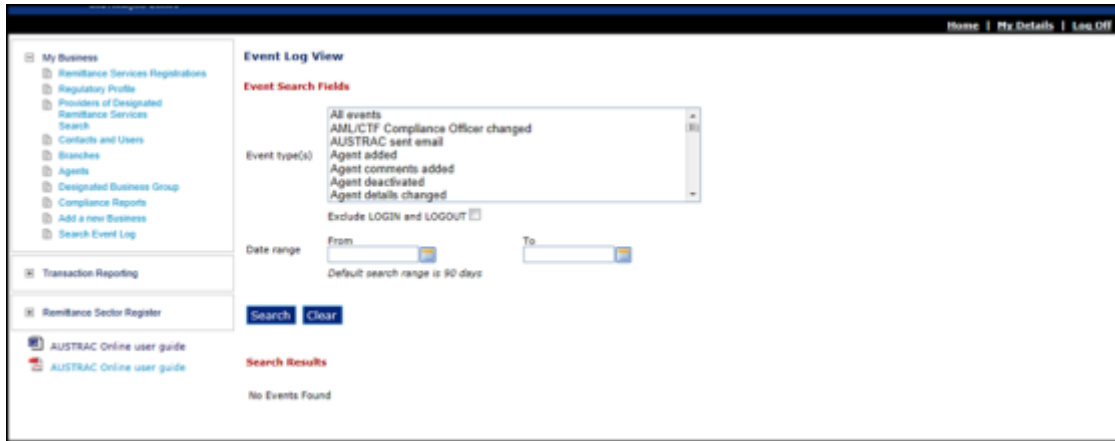 Home | My Details | Log Off
My Business
Remittance Services Registrations
Regulatory Profile
Providers of Designated
Remittance Services
Search
Contacts and Users
Branches
Agents
Designated Business Group
Compliance Reports
Add a new Business
Search Event Log
Transaction Reporting
Remittance Sector Register
AUSTRAC Online user guide
AUSTRAC Online user guide
Event Log View
Event Search Fields
Event type(s)
All events
AML/CTF Compliance Officer changed
AUSTRAC sent email
Agent added
Agent comments added
Agent deactivated
Agent details changed
Exclude LOGIN and LOGOUT
Date range
From
To
Default search range is 90 days
Search Clear
Search Results
No Events Found